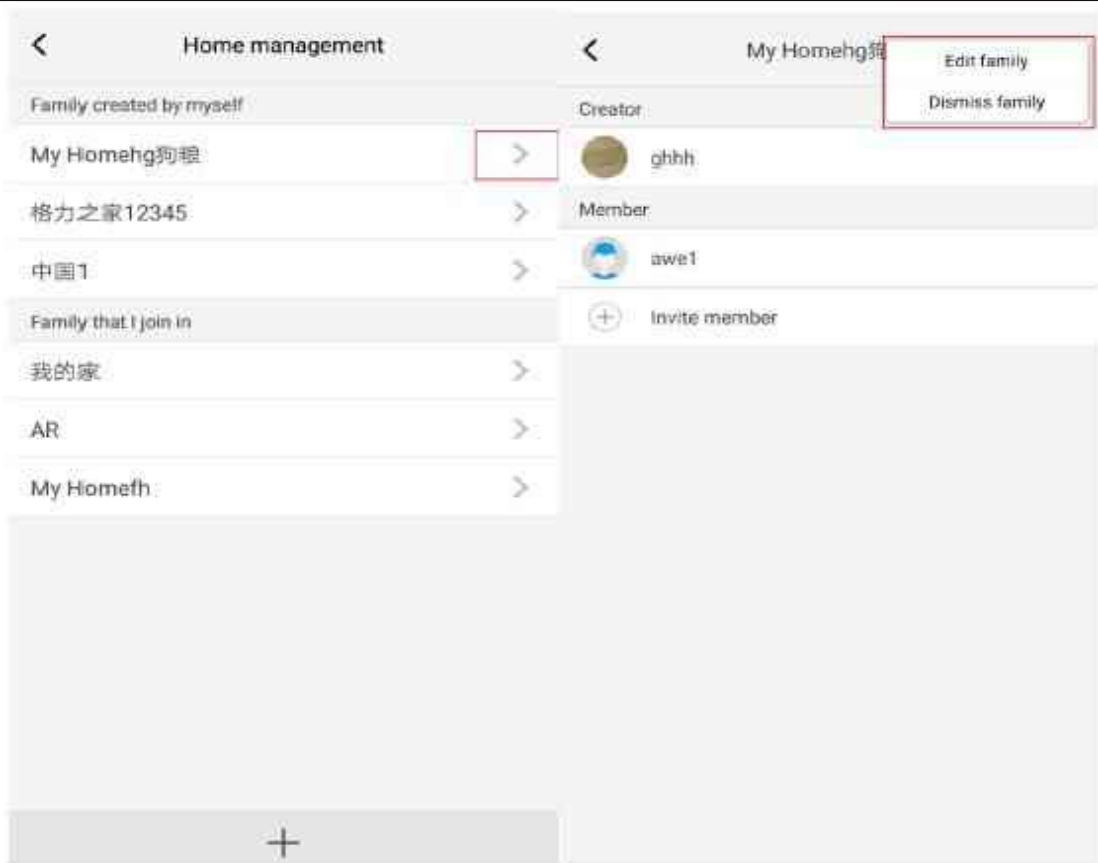 Home management
Family created by myself
My Homehg狗粮
格力之家12345
中国1
Family that I join in
我的家
AR
My Homefh
My Homehg狗
Edit family
Dismiss family
Creator
ghhh
Member
awe1
Invite member